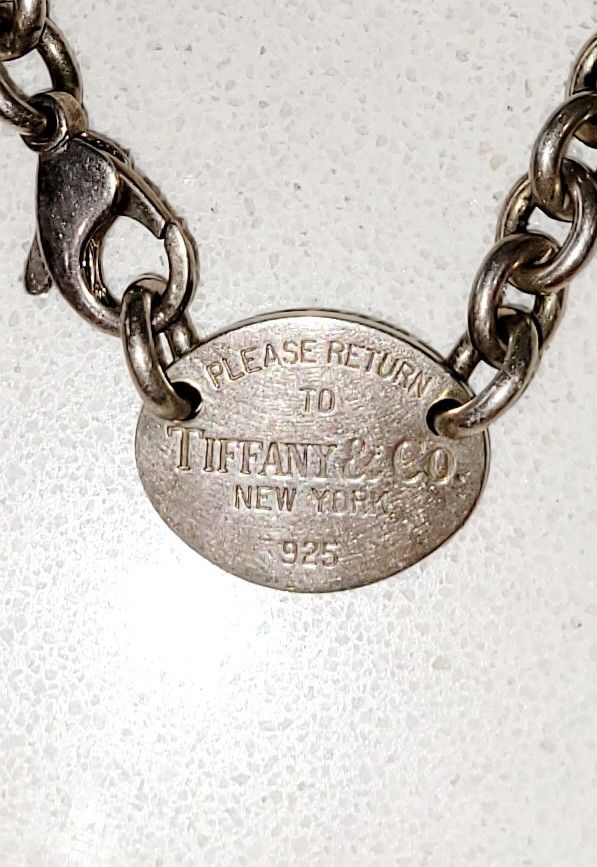 PLEASE RETURN
TO
TIFFANY & CO.
NEW YORK
925